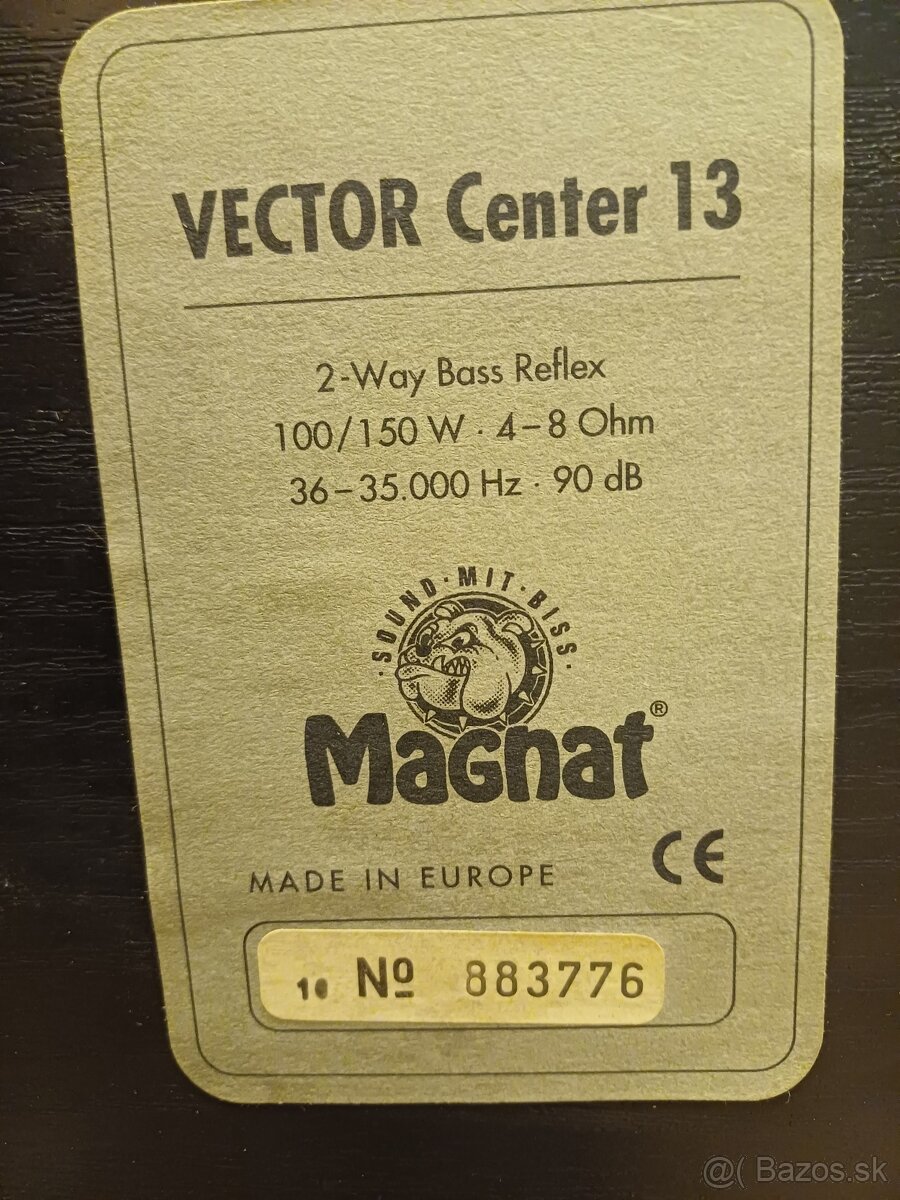 VECTOR Center 13
2-Way Bass Reflex
100/150 W · 4–8 Ohm
36–35.000 Hz · 90 dB
·SOUND·MIT·BISS·
Magnat®
MADE IN EUROPE
CE
10 Nº 883776
@( Bazos.sk